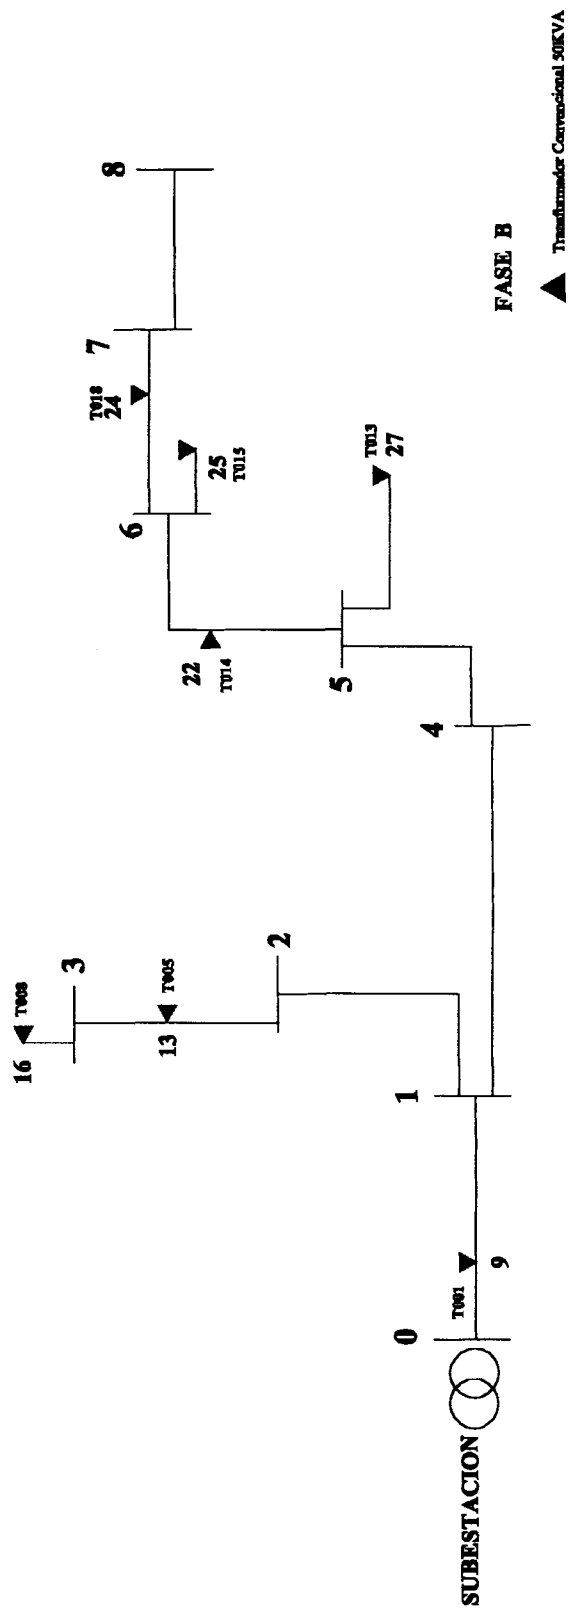 SUBESTACION
0
T001
9
1
2
13
T005
3
16
T008
4
5
22
T014
T013
27
6
25
T015
T018
24
7
8
FASE B
Transformador Convencional 50KVA